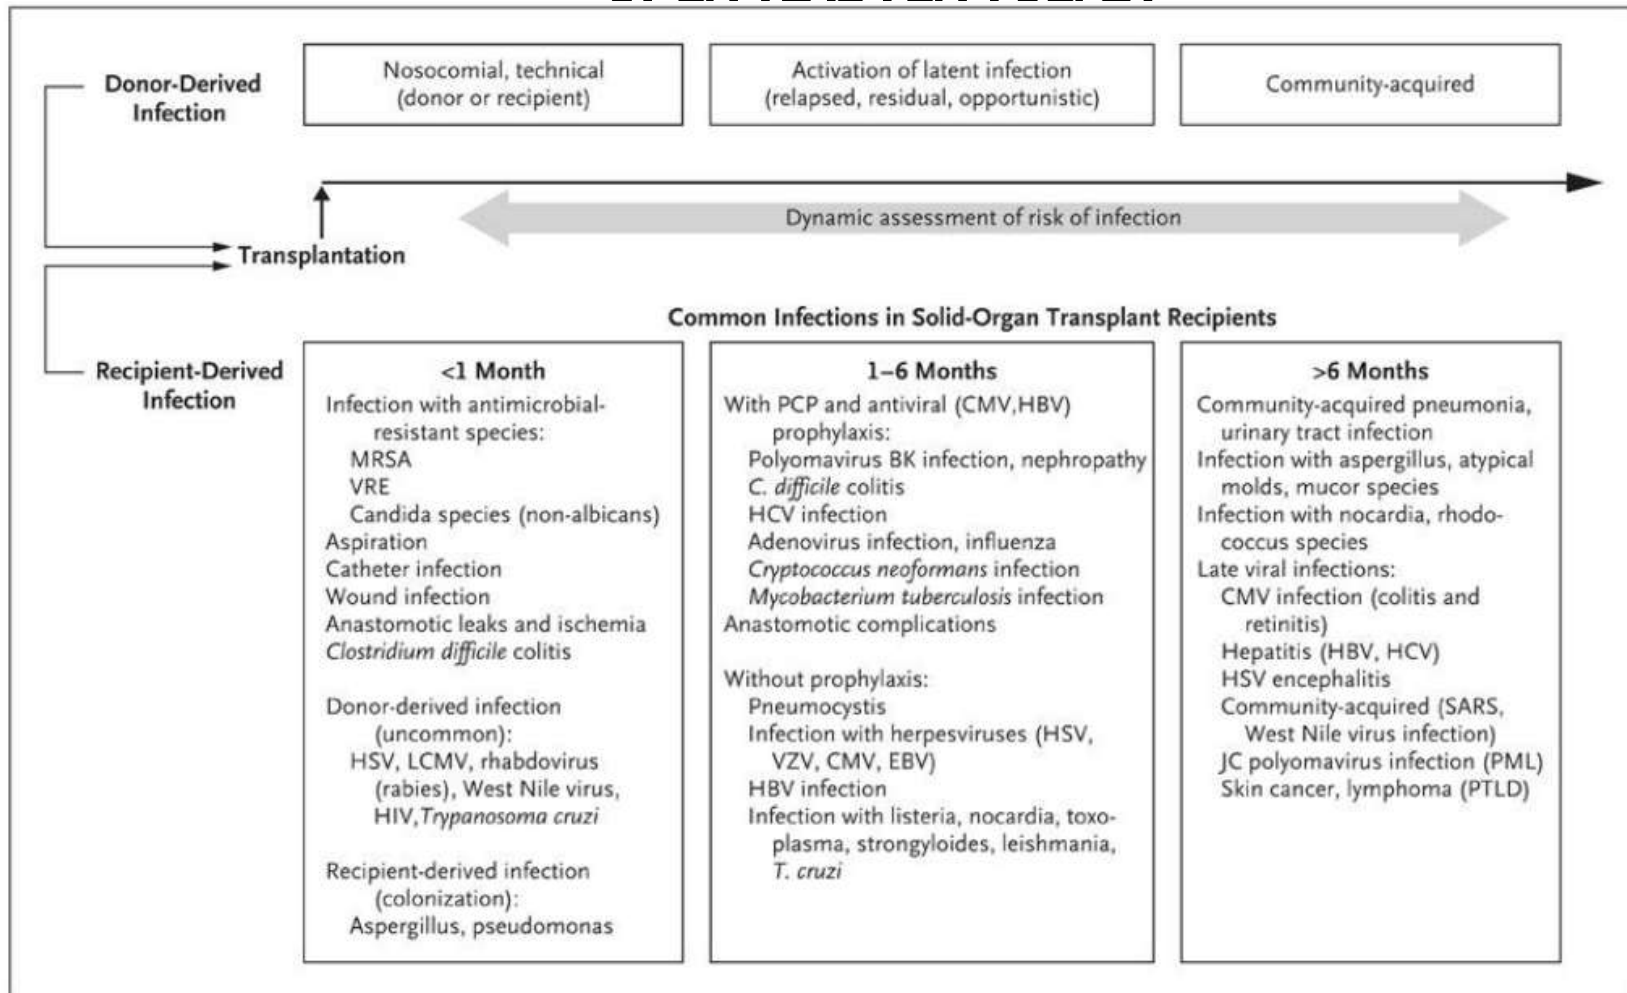 Donor-Derived
Infection
Nosocomial, technical
(donor or recipient)
Activation of latent infection
(relapsed, residual, opportunistic)
Community-acquired
Dynamic assessment of risk of infection
Transplantation
Common Infections in Solid-Organ Transplant Recipients
Recipient-Derived
Infection
<1 Month
Infection with antimicrobial-
resistant species:
MRSA
VRE
Candida species (non-albicans)
Aspiration
Catheter infection
Wound infection
Anastomotic leaks and ischemia
Clostridium difficile colitis
Donor-derived infection
(uncommon):
HSV, LCMV, rhabdovirus
(rabies), West Nile virus,
HIV, Trypanosoma cruzi
Recipient-derived infection
(colonization):
Aspergillus, pseudomonas
1–6 Months
With PCP and antiviral (CMV,HBV)
prophylaxis:
Polyomavirus BK infection, nephropathy
C. difficile colitis
HCV infection
Adenovirus infection, influenza
Cryptococcus neoformans infection
Mycobacterium tuberculosis infection
Anastomotic complications
Without prophylaxis:
Pneumocystis
Infection with herpesviruses (HSV,
VZV, CMV, EBV)
HBV infection
Infection with listeria, nocardia, toxo-
plasma, strongyloides, leishmania,
T. cruzi
>6 Months
Community-acquired pneumonia,
urinary tract infection
Infection with aspergillus, atypical
molds, mucor species
Infection with nocardia, rhodo-
coccus species
Late viral infections:
CMV infection (colitis and
retinitis)
Hepatitis (HBV, HCV)
HSV encephalitis
Community-acquired (SARS,
West Nile virus infection)
JC polyomavirus infection (PML)
Skin cancer, lymphoma (PTLD)